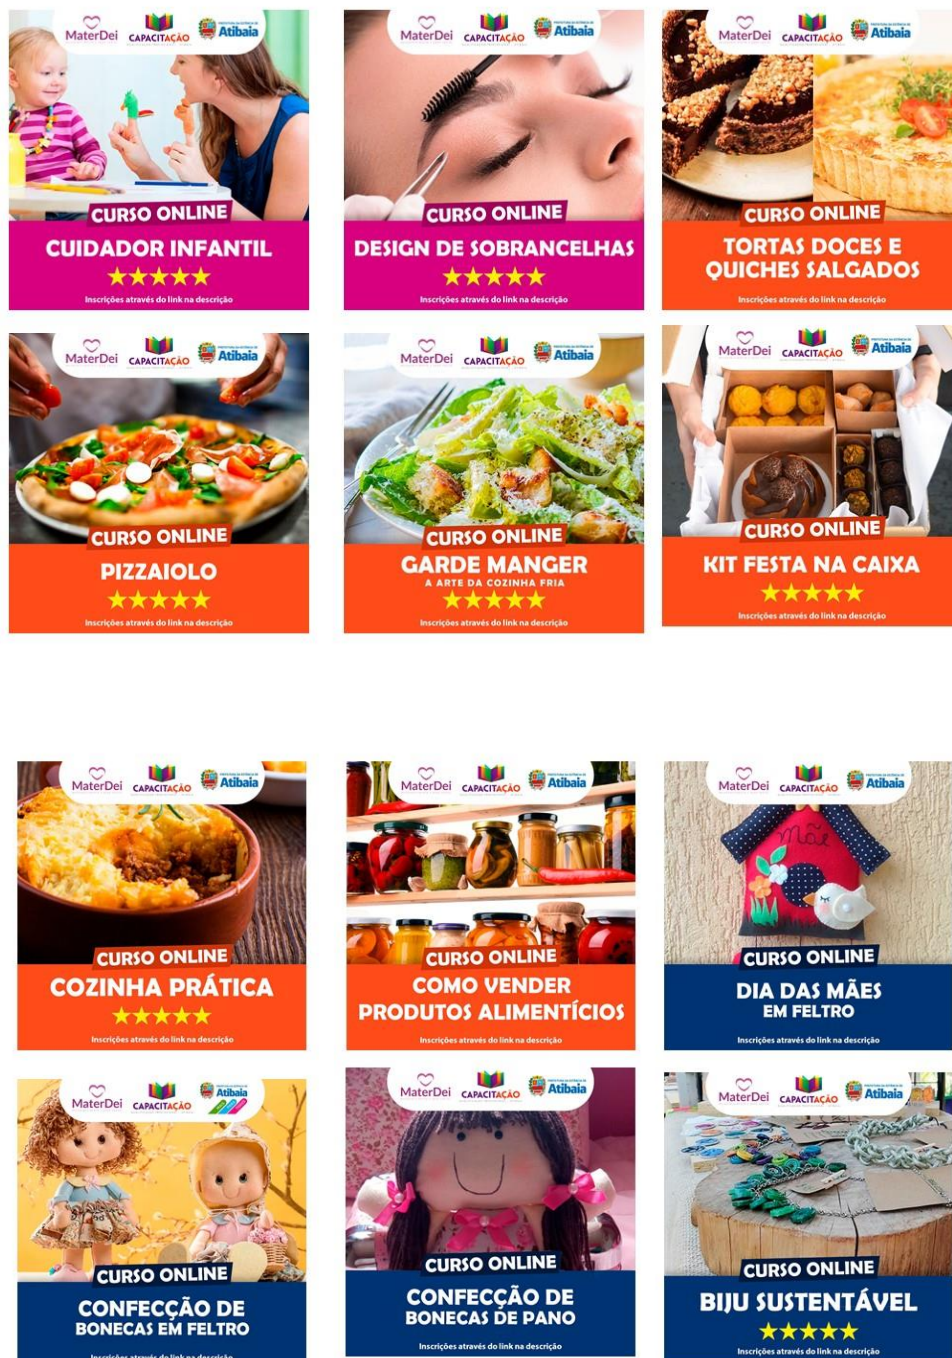 MaterDei CAPACITAÇÃO Atibaia
CURSO ONLINE
CUIDADOR INFANTIL
Inscrições através do link na descrição
MaterDei CAPACITAÇÃO Atibaia
CURSO ONLINE
DESIGN DE SOBRANCELHAS
Inscrições através do link na descrição
MaterDei CAPACITAÇÃO Atibaia
CURSO ONLINE
TORTAS DOCES E
QUICHES SALGADOS
Inscrições através do link na descrição
MaterDei CAPACITAÇÃO Atibaia
CURSO ONLINE
PIZZAIOLO
Inscrições através do link na descrição
MaterDei CAPACITAÇÃO Atibaia
CURSO ONLINE
GARDE MANGER
A ARTE DA COZINHA FRIA
Inscrições através do link na descrição
MaterDei CAPACITAÇÃO Atibaia
CURSO ONLINE
KIT FESTA NA CAIXA
Inscrições através do link na descrição
MaterDei CAPACITAÇÃO Atibaia
CURSO ONLINE
COZINHA PRÁTICA
Inscrições através do link na descrição
MaterDei CAPACITAÇÃO Atibaia
CURSO ONLINE
COMO VENDER
PRODUTOS ALIMENTÍCIOS
Inscrições através do link na descrição
MaterDei CAPACITAÇÃO Atibaia
Mãe
CURSO ONLINE
DIA DAS MÃES
EM FELTRO
Inscrições através do link na descrição
MaterDei CAPACITAÇÃO Atibaia
CURSO ONLINE
CONFECÇÃO DE
BONECAS EM FELTRO
Inscrições através do link na descrição
MaterDei CAPACITAÇÃO Atibaia
CURSO ONLINE
CONFECÇÃO DE
BONECAS DE PANO
Inscrições através do link na descrição
MaterDei CAPACITAÇÃO Atibaia
CURSO ONLINE
BIJU SUSTENTÁVEL
Inscrições através do link na descrição